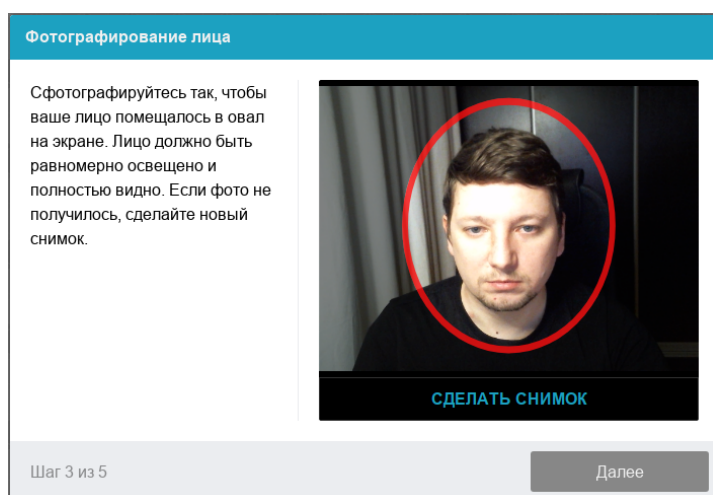 Фотографирование лица
Сфотографируйтесь так, чтобы
ваше лицо помещалось в овал
на экране. Лицо должно быть
равномерно освещено и
полностью видно. Если фото не
получилось, сделайте новый
снимок.
СДЕЛАТЬ СНИМОК
Шаг 3 из 5
Далее